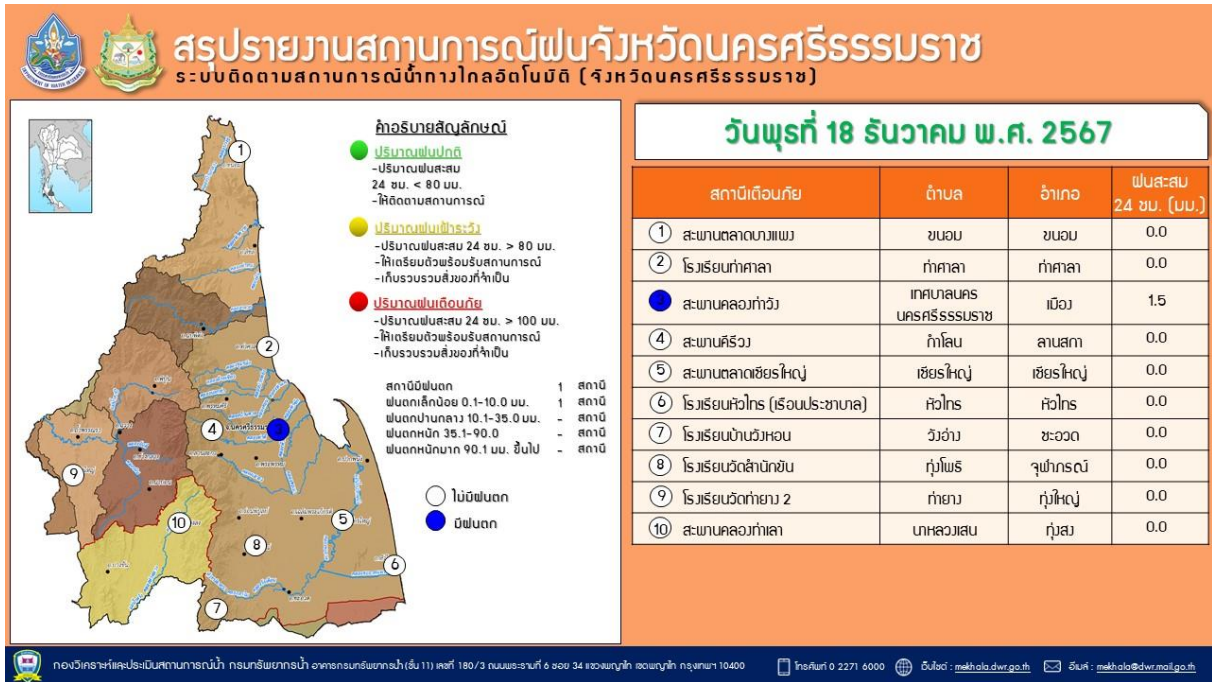 สรุปรายงานสถานการณ์ฝนจังหวัดนครศรีธรรมราช
ระบบติดตามสถานการณ์น้ำทางไกลอัตโนมัติ (จังหวัดนครศรีธรรมราช)
คำอธิบายสัญลักษณ์
ปริมาณฝนปกติ
-ปริมาณฝนสะสม
24 ชม. < 80 มม.
-ให้ติดตามสถานการณ์
ปริมาณฝนเฝ้าระวัง
-ปริมาณฝนสะสม 24 ชม. > 80 มม.
-ให้เตรียมตัวพร้อมรับสถานการณ์
-เก็บรวบรวมสิ่งของที่จำเป็น
ปริมาณฝนเตือนภัย
-ปริมาณฝนสะสม 24 ชม. > 100 มม.
-ให้เตรียมตัวพร้อมรับสถานการณ์
-เก็บรวบรวมสิ่งของที่จำเป็น
สถานีมีฝนตก 1 สถานี
ฝนตกเล็กน้อย 0.1-10.0 มม. 1 สถานี
ฝนตกปานกลาง 10.1-35.0 มม. - สถานี
ฝนตกหนัก 35.1-90.0 - สถานี
ฝนตกหนักมาก 90.1 มม. ขึ้นไป - สถานี
ไม่มีฝนตก
มีฝนตก
1
2
3
4
5
6
7
8
9
10
วันพุธที่ 18 ธันวาคม พ.ศ. 2567
สถานีเตือนภัย ตำบล อำเภอ ฝนสะสม 24 ชม. (มม.)
1 สะพานตลาดบางแพง ขนอม ขนอม 0.0
2 โรงเรียนท่าศาลา ท่าศาลา ท่าศาลา 0.0
3 สะพานคลองท่าวัง เทศบาลนครนครศรีธรรมราช เมือง 1.5
4 สะพานคีรีวง กำโลน ลานสกา 0.0
5 สะพานตลาดเชียรใหญ่ เชียรใหญ่ เชียรใหญ่ 0.0
6 โรงเรียนหัวไทร (เรือนประชาบาล) หัวไทร หัวไทร 0.0
7 โรงเรียนบ้านวังหอน วังอ่าง ชะอวด 0.0
8 โรงเรียนวัดสำนักขัน ทุ่งโพธิ จุฬาภรณ์ 0.0
9 โรงเรียนวัดท่ายาง 2 ท่ายาง ทุ่งใหญ่ 0.0
10 สะพานคลองท่าเลา นาหลวงเสน ทุ่งสง 0.0
กองวิเคราะห์และประเมินสถานการณ์น้ำ กรมทรัพยากรน้ำ อาคารกรมทรัพยากรน้ำ (ชั้น 11) เลขที่ 180/3 ถนนพระรามที่ 6 ซอย 34 แขวงพญาไท เขตพญาไท กรุงเทพฯ 10400 โทรศัพท์ 0 2271 6000 เว็บไซต์ : mekhala.dwr.go.th อีเมล์ : mekhala@dwr.mail.go.th